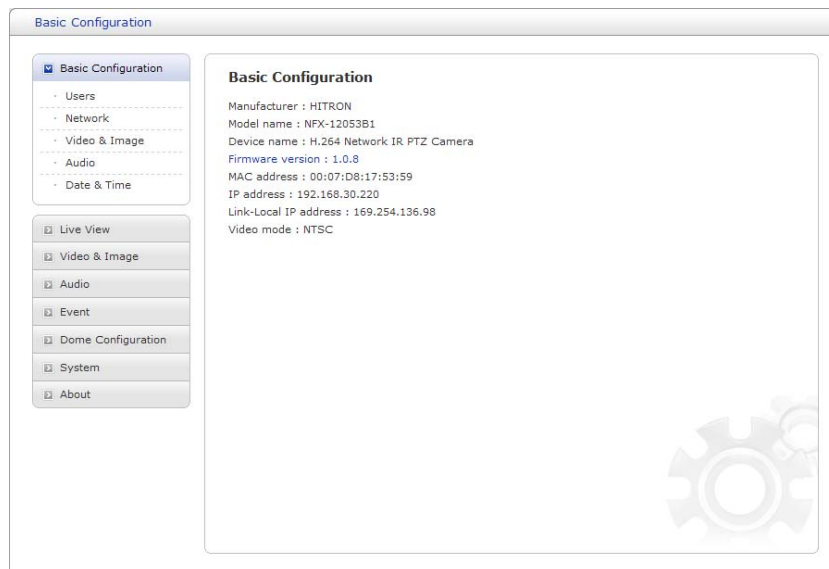 Basic Configuration
Basic Configuration
· Users
· Network
· Video & Image
· Audio
· Date & Time
Live View
Video & Image
Audio
Event
Dome Configuration
System
About
Basic Configuration
Manufacturer : HITRON
Model name : NFX-12053B1
Device name : H.264 Network IR PTZ Camera
Firmware version : 1.0.8
MAC address : 00:07:D8:17:53:59
IP address : 192.168.30.220
Link-Local IP address : 169.254.136.98
Video mode : NTSC